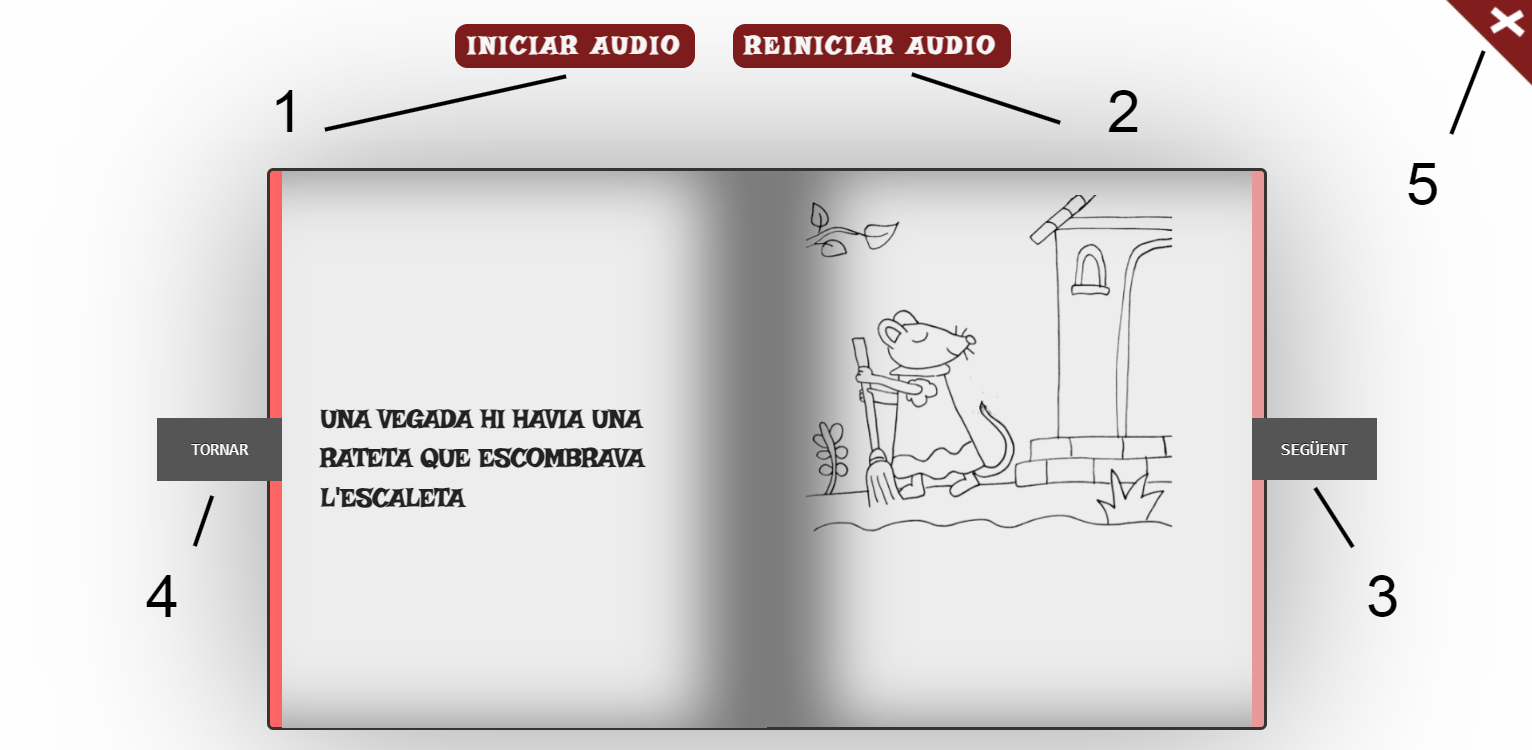 INICIAR AUDIO
REINICIAR AUDIO
1
2
5
UNA VEGADA HI HAVIA UNA
RATETA QUE ESCOMBRAVA
L'ESCALETA
TORNAR
SEGÜENT
4
3